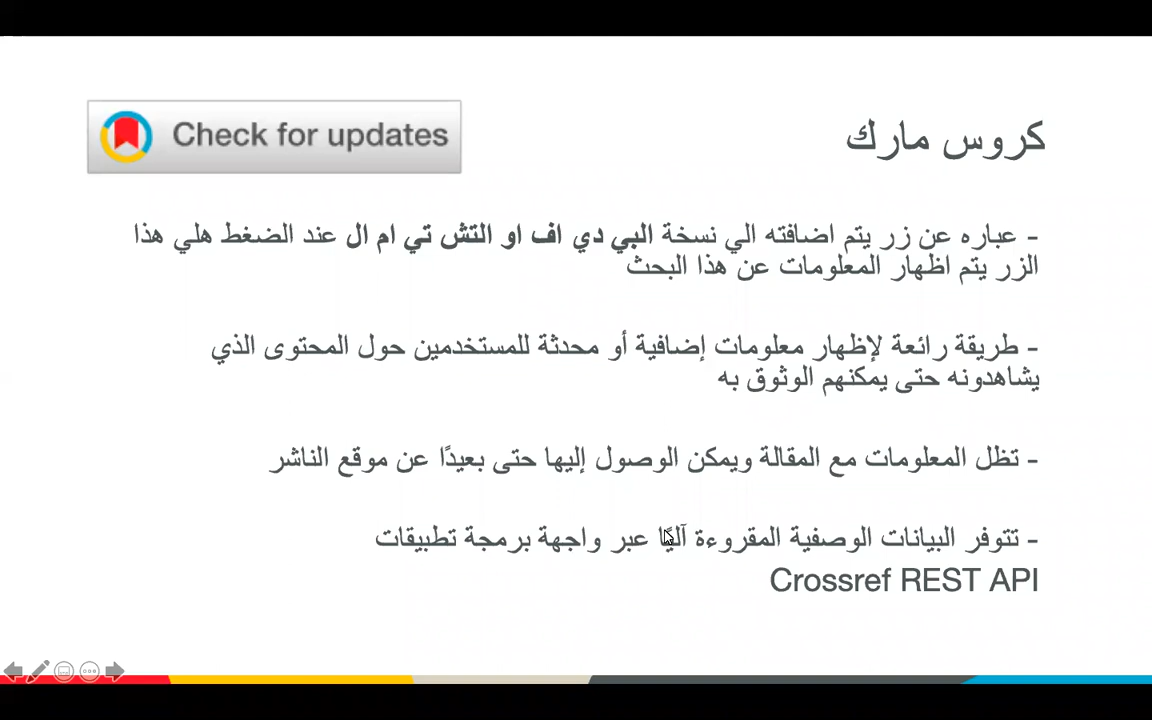 كروس مارك
Check for updates
- عباره عن زر يتم اضافته الي نسخة البي دي اف او التش تي ام ال عند الضغط هلي هذا
الزر يتم اظهار المعلومات عن هذا البحث
- طريقة رائعة لإظهار معلومات إضافية أو محدثة للمستخدمين حول المحتوى الذي
يشاهدونه حتى يمكنهم الوثوق به
- تظل المعلومات مع المقالة ويمكن الوصول إليها حتى بعيدًا عن موقع الناشر
- تتوفر البيانات الوصفية المقروءة آليًا عبر واجهة برمجة تطبيقات
Crossref REST API